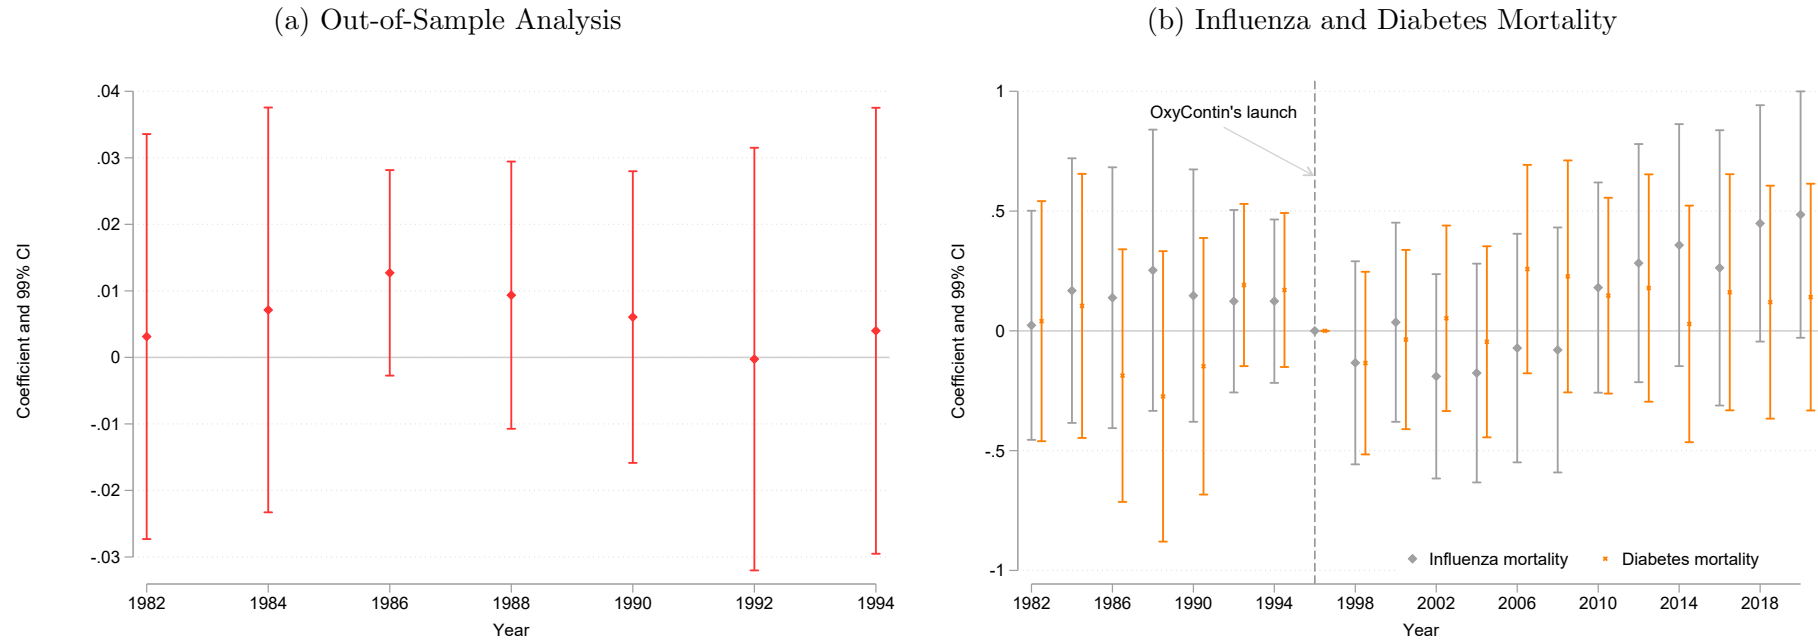 (a) Out-of-Sample Analysis
.04
.03
.02
.01
0
-.01
-.02
-.03
Coefficient and 99% CI
1982 1984 1986 1988 1990 1992 1994
Year
(b) Influenza and Diabetes Mortality
OxyContin's launch
1
.5
0
-.5
-1
Coefficient and 99% CI
Influenza mortality Diabetes mortality
1982 1986 1990 1994 1998 2002 2006 2010 2014 2018
Year